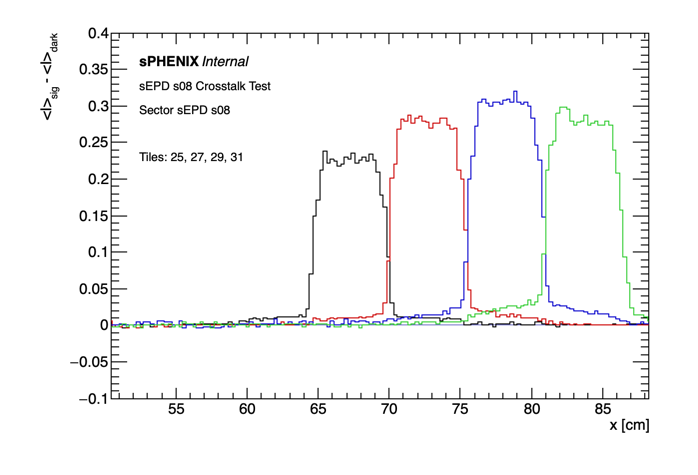 <I>sig - <I>dark
0.4
0.35
0.3
0.25
0.2
0.15
0.1
0.05
0
−0.05
−0.1
sPHENIX Internal
sEPD s08 Crosstalk Test
Sector sEPD s08
Tiles: 25, 27, 29, 31
55 60 65 70 75 80 85
x [cm]